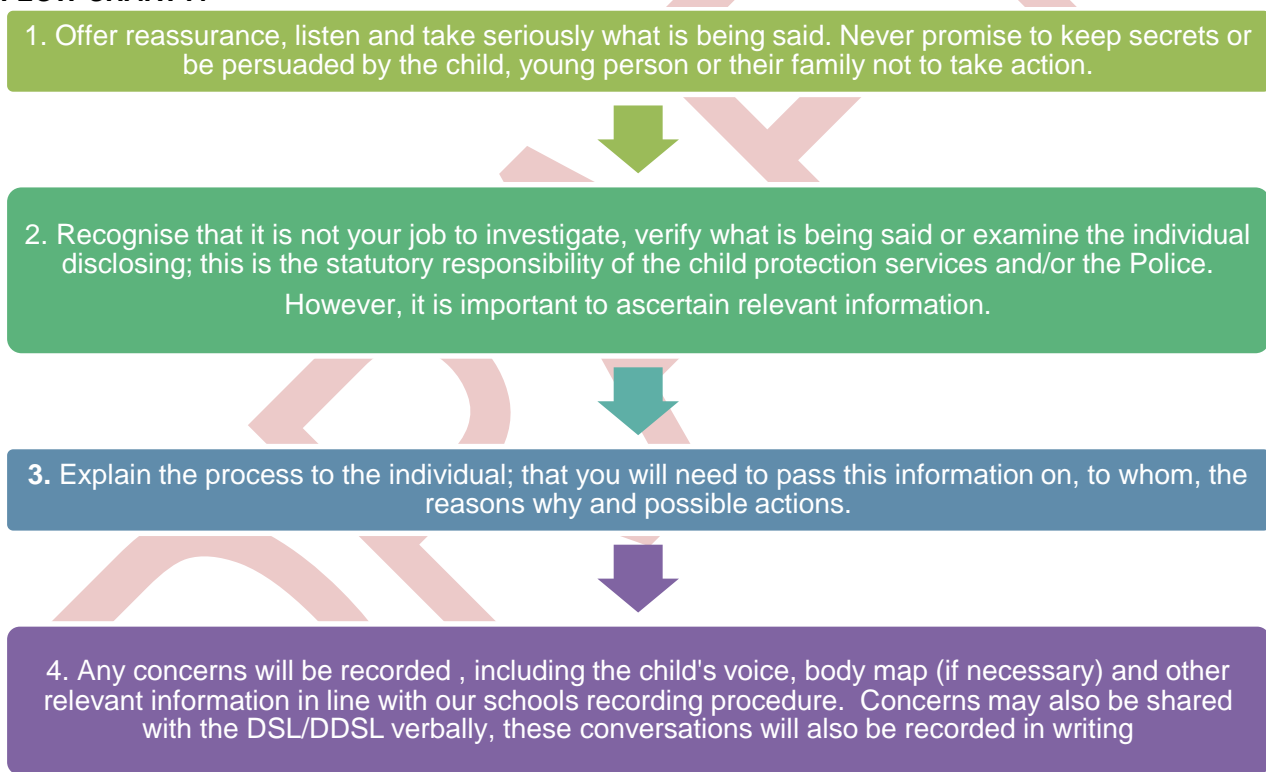 1. Offer reassurance, listen and take seriously what is being said. Never promise to keep secrets or
be persuaded by the child, young person or their family not to take action.
2. Recognise that it is not your job to investigate, verify what is being said or examine the individual
disclosing; this is the statutory responsibility of the child protection services and/or the Police.
However, it is important to ascertain relevant information.
3. Explain the process to the individual; that you will need to pass this information on, to whom, the
reasons why and possible actions.
4. Any concerns will be recorded , including the child's voice, body map (if necessary) and other
relevant information in line with our schools recording procedure.  Concerns may also be shared
with the DSL/DDSL verbally, these conversations will also be recorded in writing